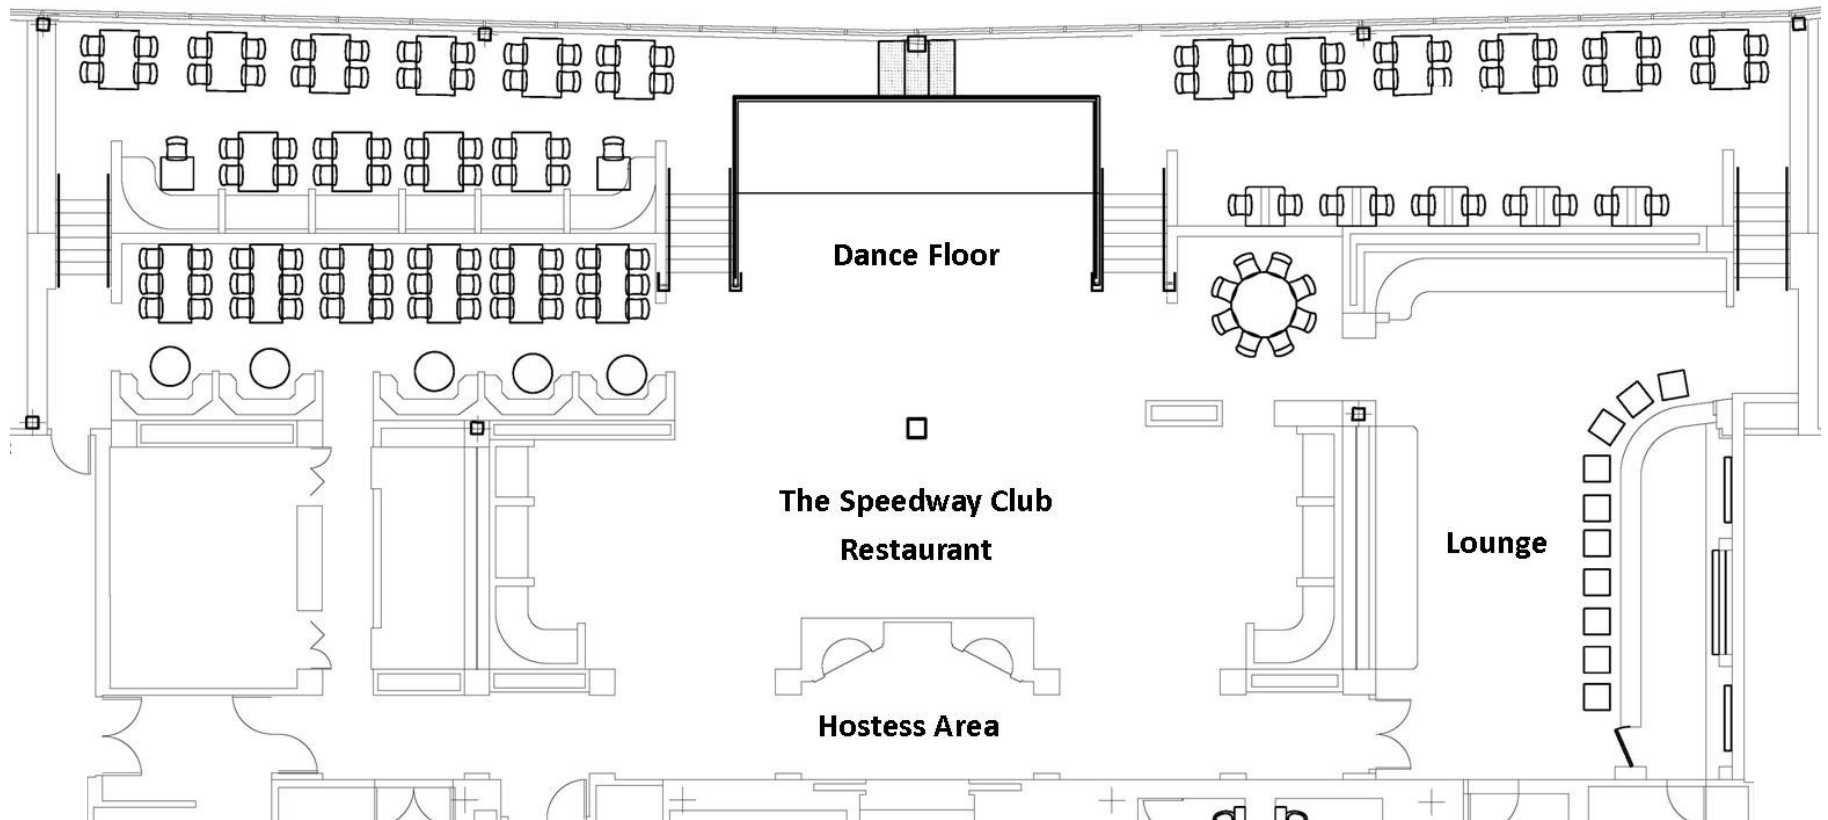 Dance Floor
The Speedway Club
Restaurant
Lounge
Hostess Area